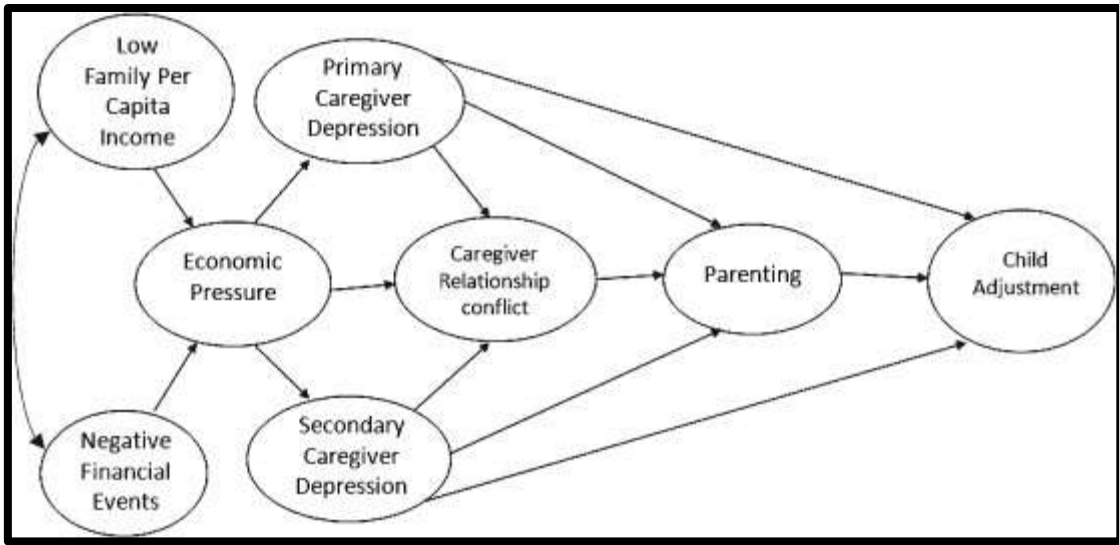 Low
Family Per
Capita
Income
Primary
Caregiver
Depression
Economic
Pressure
Caregiver
Relationship
conflict
Parenting
Child
Adjustment
Negative
Financial
Events
Secondary
Caregiver
Depression